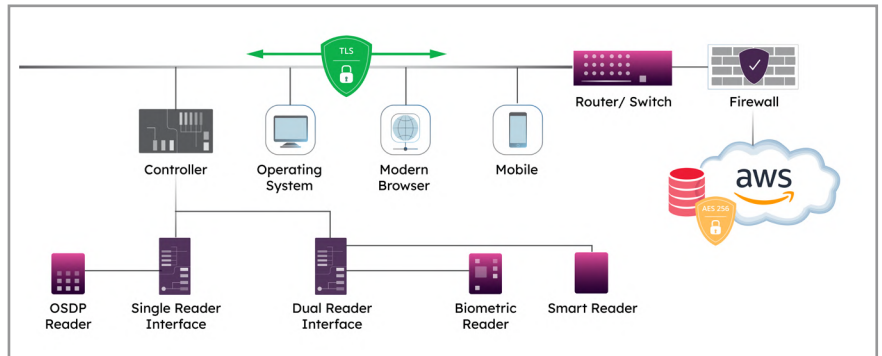 TLS
Router/ Switch
Firewall
Controller
Operating
System
Modern
Browser
Mobile
aws
AES 256
OSDP
Reader
Single Reader
Interface
Dual Reader
Interface
Biometric
Reader
Smart Reader